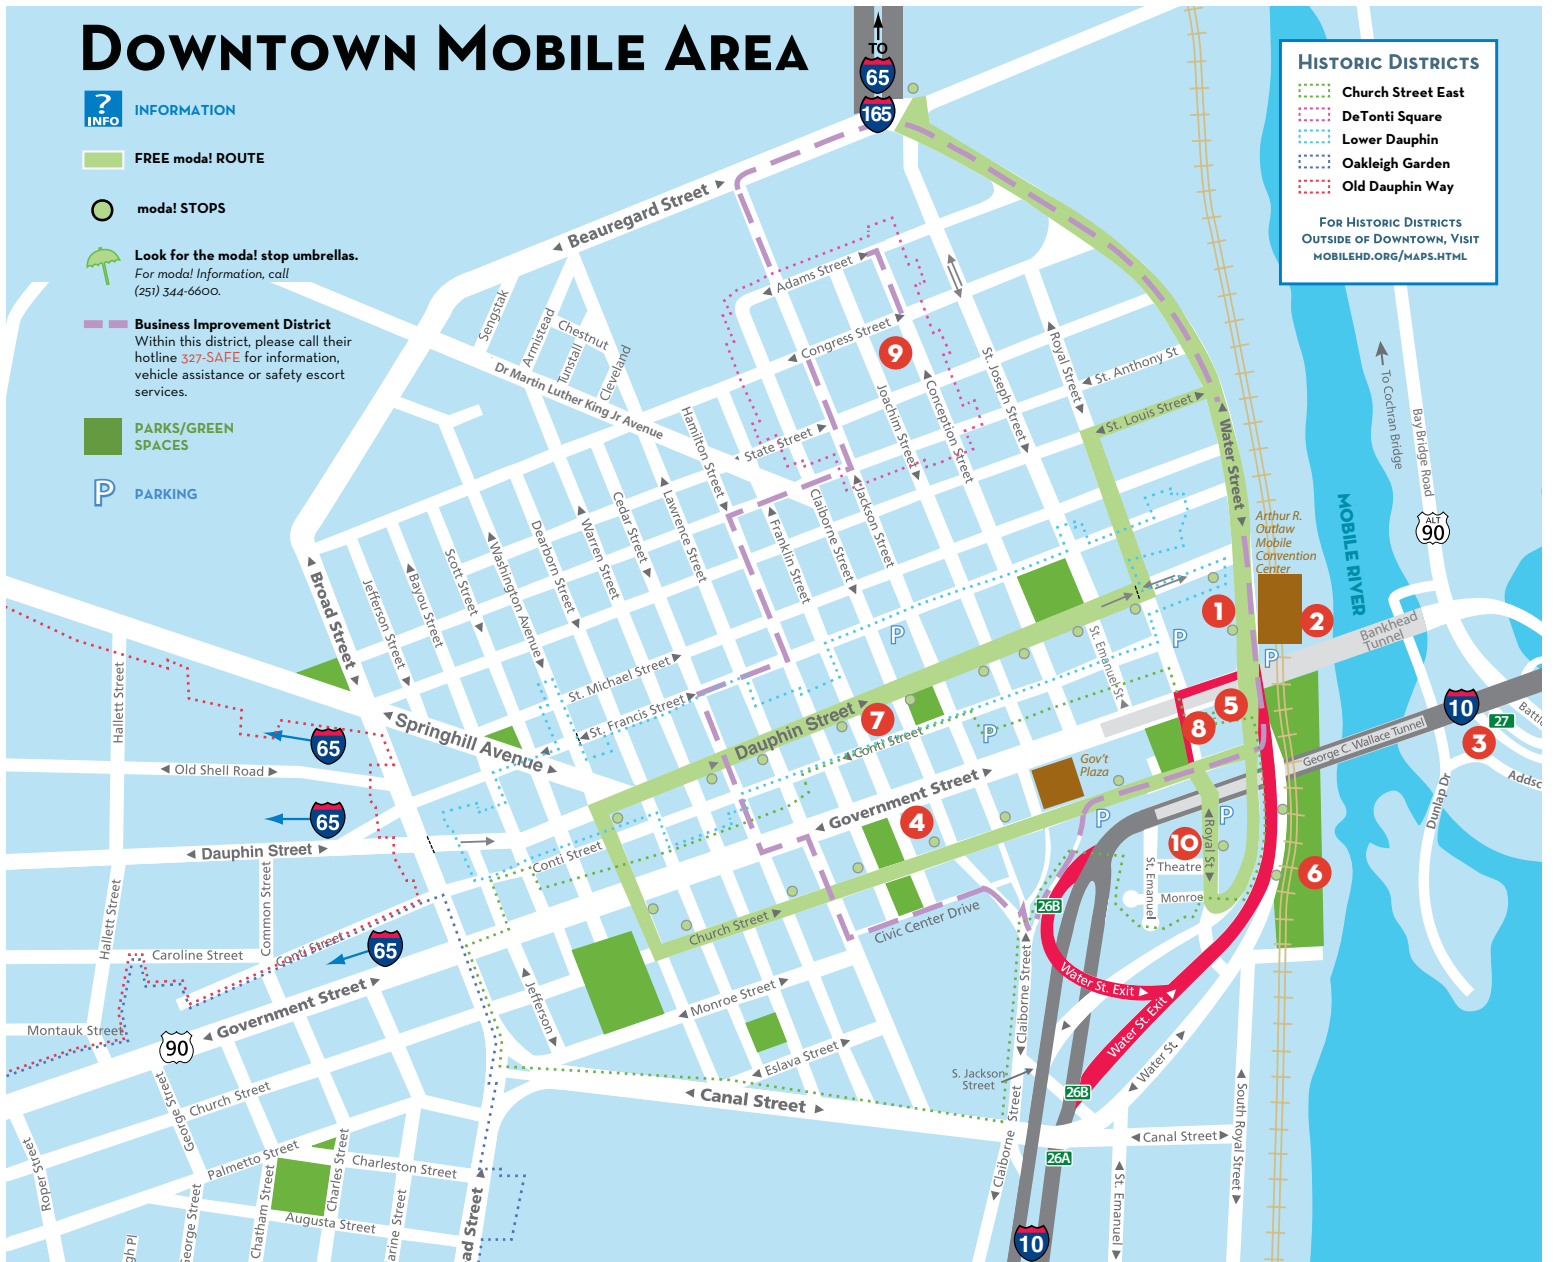 DOWNTOWN MOBILE AREA
?
INFO
INFORMATION
FREE moda! ROUTE
moda! STOPS
Look for the moda! stop umbrellas.
For moda! Information, call
(251) 344-6600.
Business Improvement District
Within this district, please call their
hotline 327-SAFE for information,
vehicle assistance or safety escort
services.
PARKS/GREEN
SPACES
P
PARKING
TO
65
165
HISTORIC DISTRICTS
Church Street East
DeTonti Square
Lower Dauphin
Oakleigh Garden
Old Dauphin Way
FOR HISTORIC DISTRICTS
OUTSIDE OF DOWNTOWN, VISIT
MOBILEHD.ORG/MAPS.HTML
Beauregard Street
Adams Street
Congress Street
Sengstak
Armistead
Chestnut
Tunstall
Cleveland
Dr Martin Luther King Jr Avenue
9
St. Joseph Street
Royal Street
St. Anthony St
St. Louis Street
Water Street
Joachim Street
Conception Street
Hamilton Street
State Street
To Cochran Bridge
Bay Bridge Road
ALT
90
MOBILE RIVER
Arthur R.
Outlaw
Mobile
Convention
Center
Broad Street
Jefferson Street
Bayou Street
Scott Street
Washington Avenue
Dearborn Street
Warren Street
Cedar Street
Lawrence Street
Franklin Street
Claiborne Street
Jackson Street
St. Michael Street
St. Francis Street
P
P
P
P
St. Emanuel St
1
2
Bankhead
Tunnel
Hallett Street
Springhill Avenue
65
Old Shell Road
Dauphin Street
7
Conti Street
5
8
10
27
3
Battle
George C. Wallace Tunnel
Addsc
Dunlap Dr
Gov't
Plaza
Government Street
4
P
P
65
Dauphin Street
Conti Street
10
Royal St
Theatre
St. Emanuel
Monroe
6
26B
Hallett Street
Common Street
Caroline Street
Conti Street
65
Church Street
Civic Center Drive
Government Street
Montauk Street
90
Jefferson
Monroe Street
Claiborne Street
Water St. Exit
Water St. Exit
Water St.
Eslava Street
S. Jackson
Street
26B
Canal Street
Canal Street
26A
South Royal Street
Claiborne Street
St. Emanuel
George Street
Church Street
Roper Street
Palmetto Street
Charleston Street
Charles Street
Chatham Street
Augusta Street
George Street
arine Street
gh Pl
ad Street
10